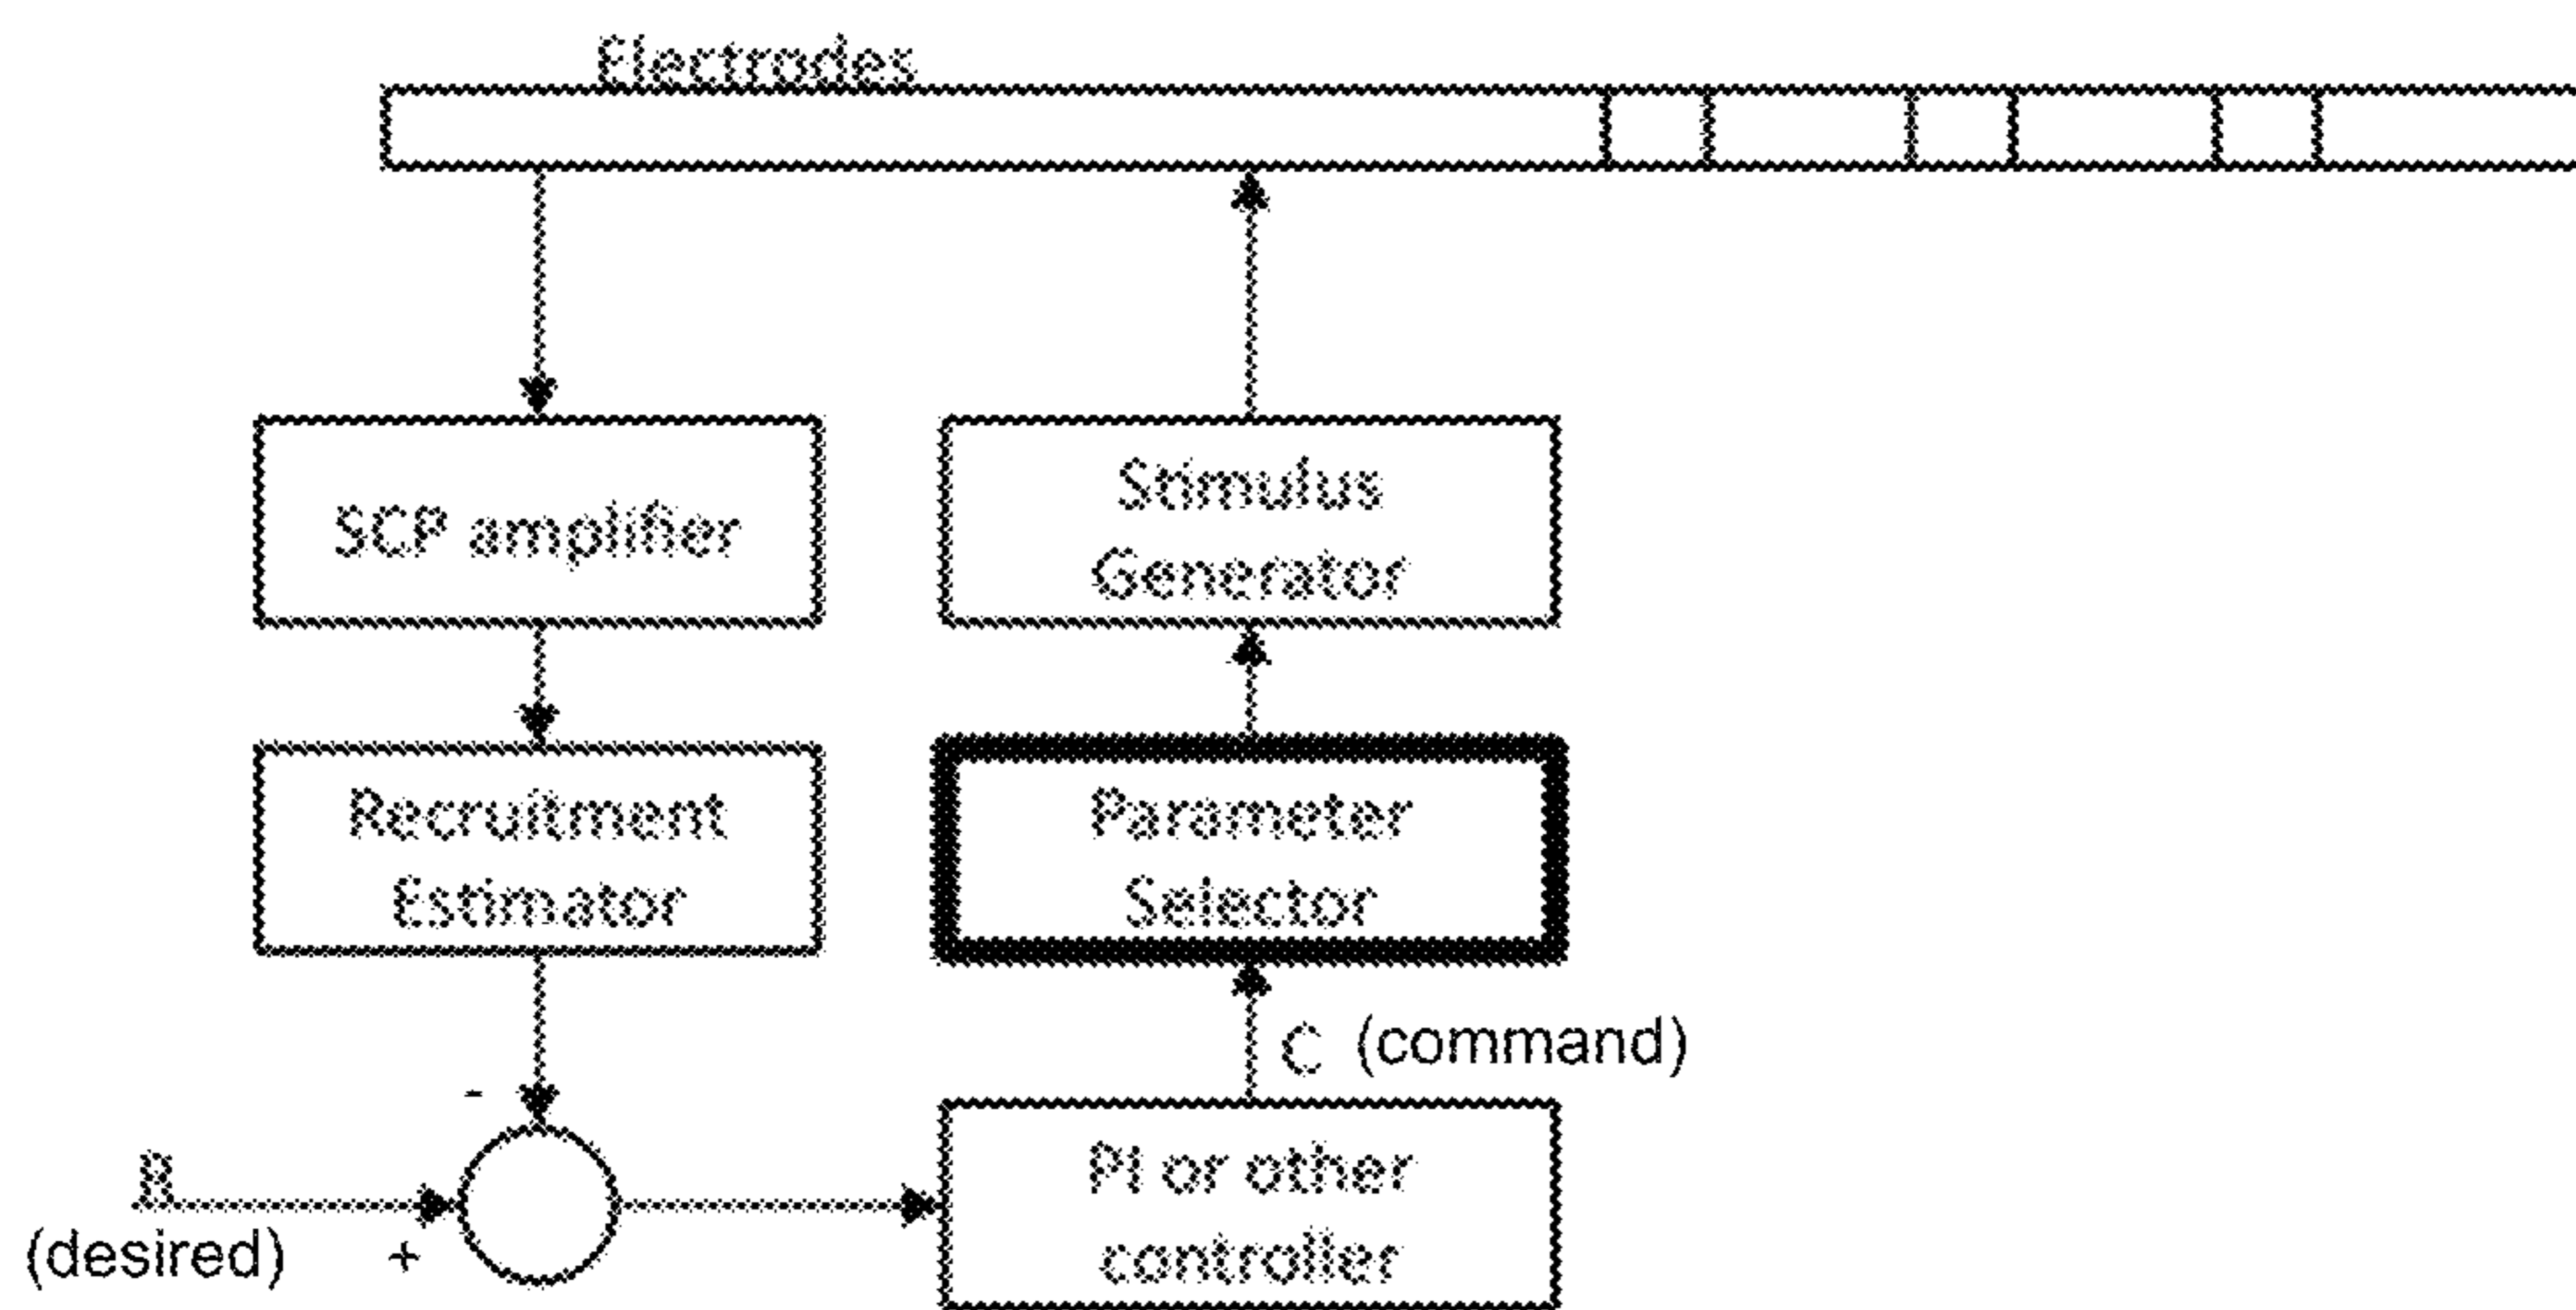 Electrodes
SCP amplifier
Stimulus
Generator
Recruitment
Estimator
Parameter
Selector
C (command)
-
R
(desired)
+
PI or other
controller